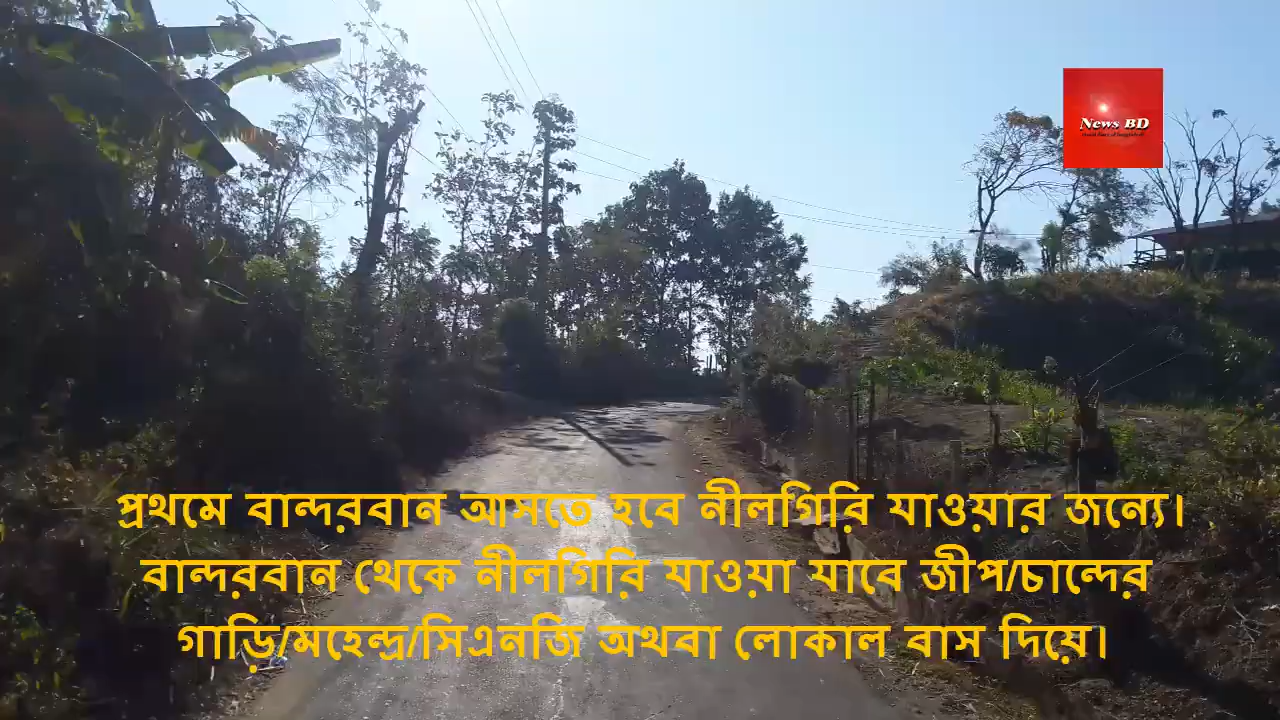 News BD
প্রথমে বান্দরবান আসতে হবে নীলগিরি যাওয়ার জন্যে।
বান্দরবান থেকে নীলগিরি যাওয়া যাবে জীপ/চান্দের
গাড়ি/মহেন্দ্র/সিএনজি অথবা লোকাল বাস দিয়ে।